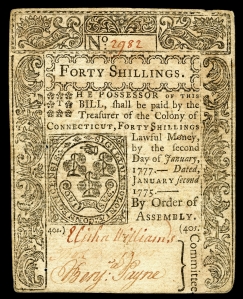 No. 2982
FORTY SHILLINGS.
THE POSSESSOR OF THIS
BILL, shall be paid by the
Treasurer of the Colony of
CONNECTICUT, FORTY SHILLINGS
Lawful Money,
by the second
Day of January,
1777.—Dated,
JANUARY second
1775.—
By Order of
ASSEMBLY.
40s. (40s.
Elisha Williams
Benj. Payne
Committee